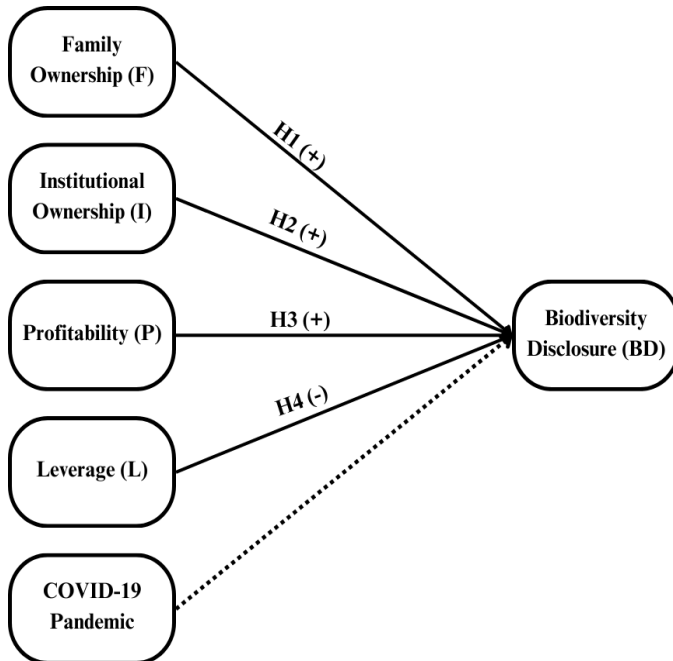 Family
Ownership (F)
H1 (+)
Institutional
Ownership (I)
H2 (+)
Profitability (P)
H3 (+)
Biodiversity
Disclosure (BD)
H4 (-)
Leverage (L)
COVID-19
Pandemic